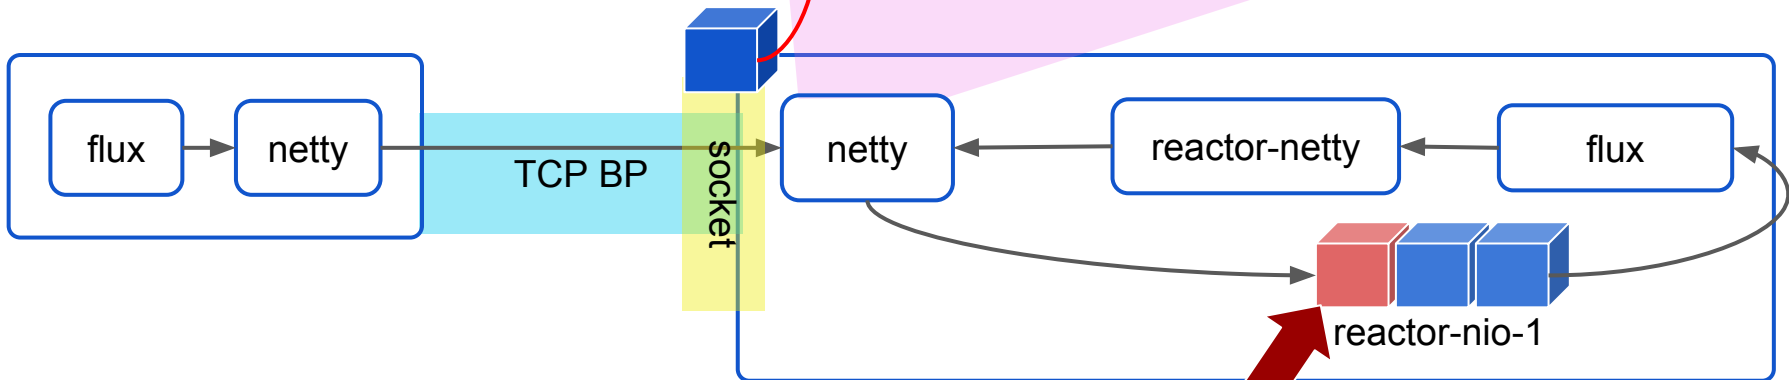 flux
netty
TCP BP
socket
netty
reactor-netty
flux
reactor-nio-1